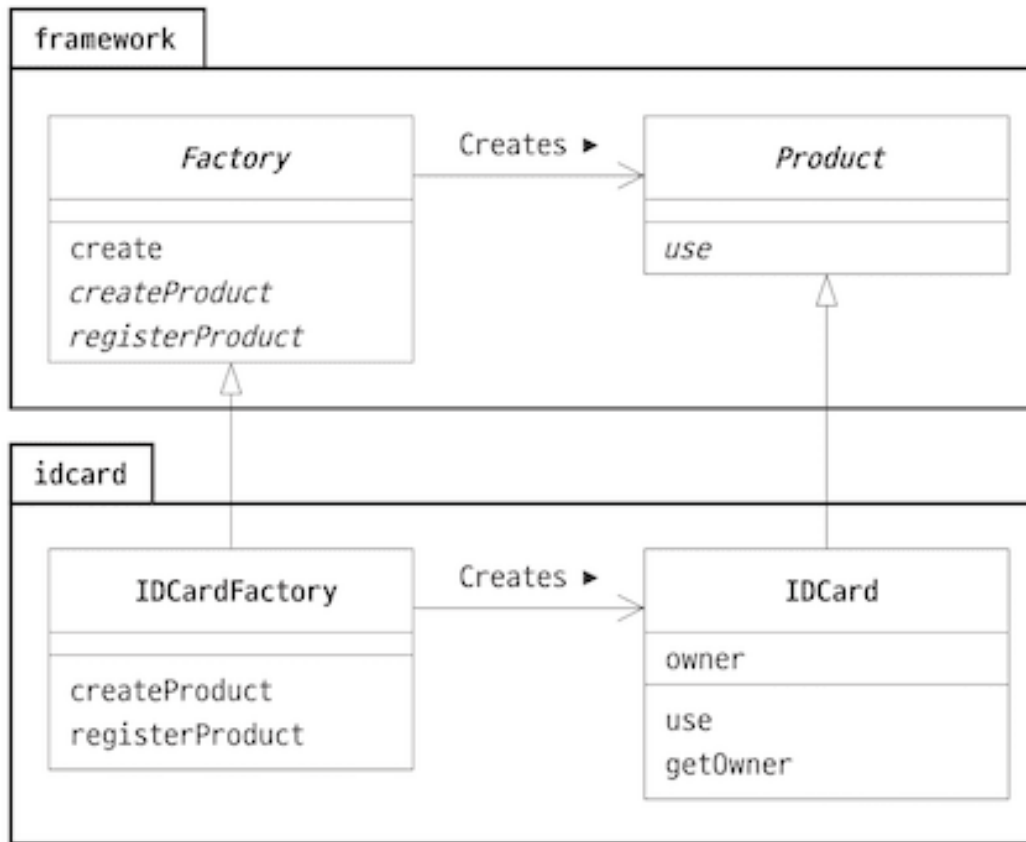 framework
Factory
Creates ►
Product
create
createProduct
registerProduct
use
idcard
IDCardFactory
Creates ►
IDCard
owner
createProduct
registerProduct
use
getOwner